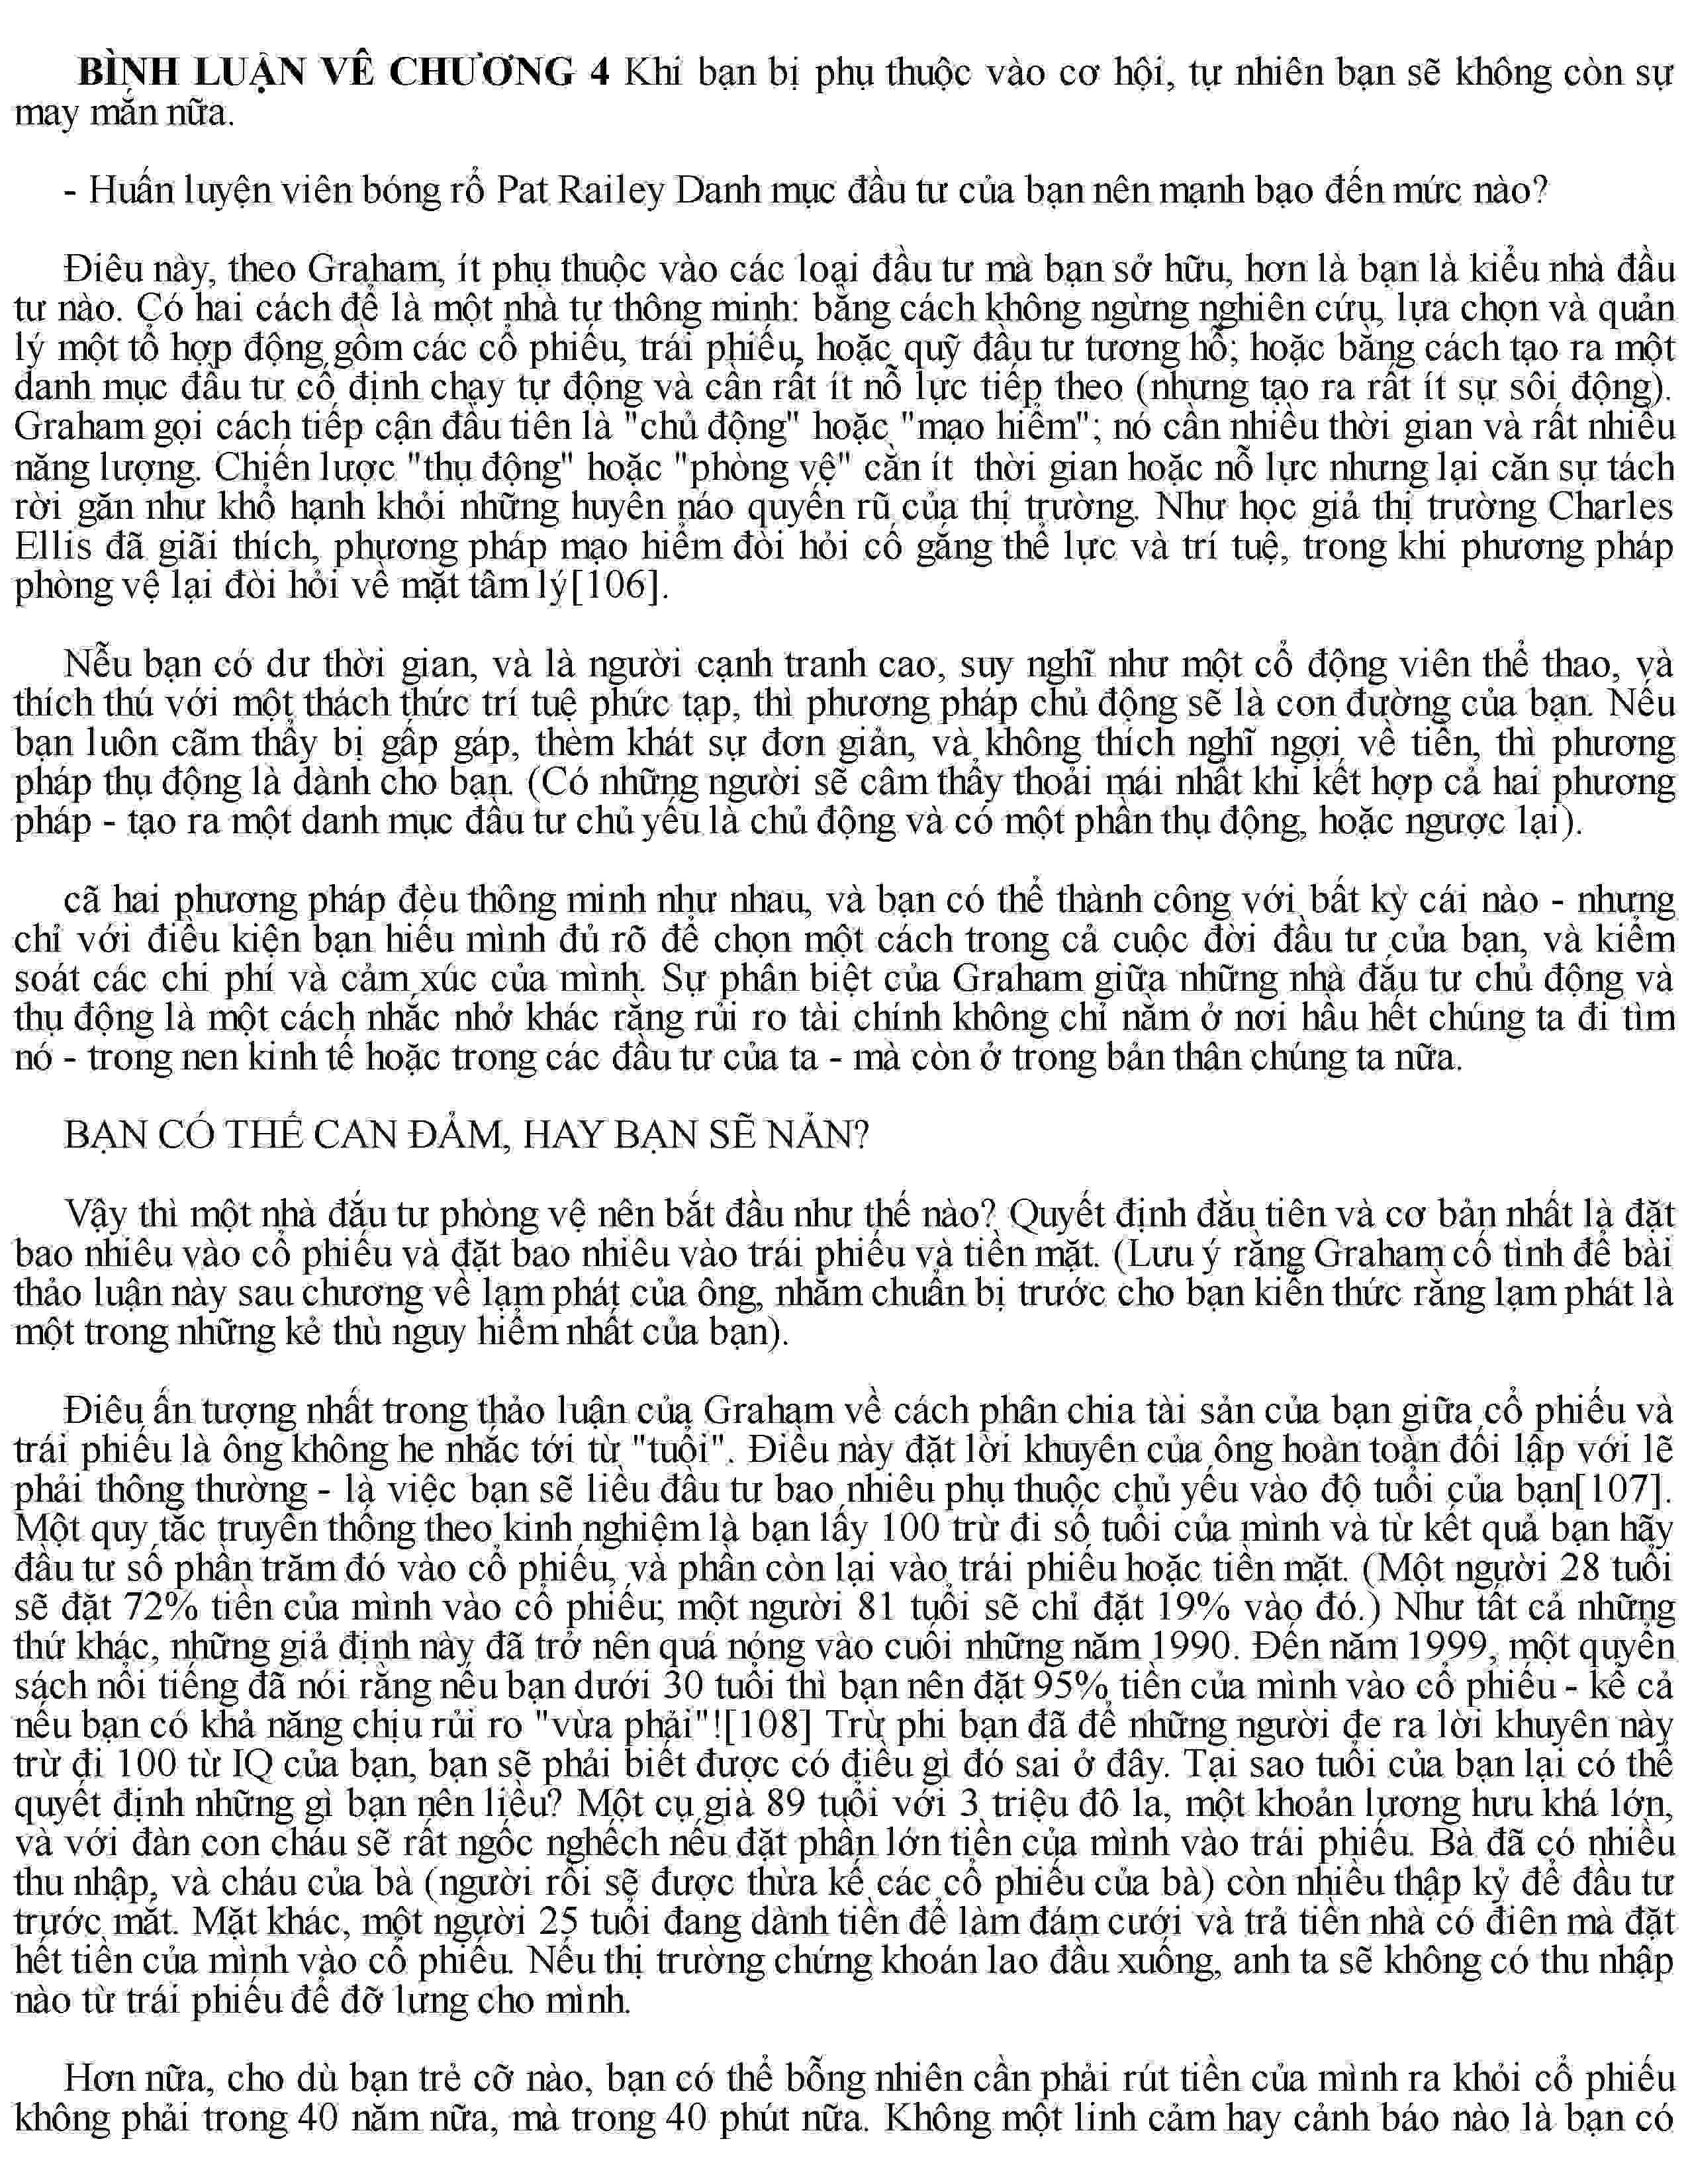 BÌNH LUẬN VÊ CHƯƠNG 4 Khi bạn bị phụ thuộc vào cơ hội, tự nhiên bạn sẽ không còn sự
may mắn nữa.
- Huấn luyện viên bóng rổ Pat Railey Danh mục đầu tư của bạn nên mạnh bạo đến mức nào?
Điêu này, theo Graham, ít phụ thuộc vào các loại đầu tư mà bạn sở hữu, hơn là bạn là kiểu nhà đầu
tư nào. Có hai cách để là một nhà tự thông minh: bằng cách không ngừng nghiên cứu, lựa chọn và quản
lý một tổ hợp động gồm các cổ phiếu, trái phiếu, hoặc quỹ đầu tư tương hỗ; hoặc bằng cách tạo ra một
danh mục đầu tư cố định chạy tự động và cần rất ít nỗ lực tiếp theo (nhưng tạo ra rất ít sự sôi động).
Graham gọi cách tiếp cận đầu tiên là "chủ động" hoặc "mạo hiểm"; nó cần nhiều thời gian và rất nhiều
năng lượng. Chiến lược "thụ động" hoặc "phòng vệ" cần ít thời gian hoặc nỗ lực nhưng lại căn sự tách
rời găn như khổ hạnh khỏi những huyên náo quyến rũ của thị trường. Như học giả thị trường Charles
Ellis đã giãi thích, phương pháp mạo hiểm đòi hỏi cố gắng thể lực và trí tuệ, trong khi phương pháp
phòng vệ lại đòi hỏi về mặt tâm lý[106].
Nếu bạn có dư thời gian, và là người cạnh tranh cao, suy nghĩ như một cổ động viên thể thao, và
thích thú với một thách thức trí tuệ phức tạp, thì phương pháp chủ động sẽ là con đường của bạn. Nếu
bạn luôn cãm thấy bị gấp gáp, thèm khát sự đơn giản, và không thích nghĩ ngợi về tiền, thì phương
pháp thụ động là dành cho bạn. (Có những người sẽ câm thấy thoải mái nhất khi kết hợp cả hai phương
pháp - tạo ra một danh mục đầu tư chủ yếu là chủ động và có một phần thụ động, hoặc ngược lại).
cã hai phương pháp đèu thông minh như nhau, và bạn có thể thành công với bất kỳ cái nào - nhưng
chỉ với điều kiện bạn hiểu mình đủ rõ để chọn một cách trong cả cuộc đời đầu tư của bạn, và kiểm
soát các chi phí và cảm xúc của mình. Sự phân biệt của Graham giữa những nhà đấu tư chủ động và
thụ động là một cách nhắc nhở khác rằng rủi ro tài chính không chỉ nằm ở nơi hầu hết chúng ta đi tìm
nó - trong nen kinh tế hoặc trong các đầu tư của ta - mà còn ở trong bản thân chúng ta nữa.
BẠN CÓ THỂ CAN ĐẢM, HAY BẠN SẼ NẢN?
Vậy thì một nhà đấu tư phòng vệ nên bắt đầu như thế nào? Quyết định đầu tiên và cơ bản nhất là đặt
bao nhiêu vào cổ phiếu và đặt bao nhiêu vào trái phiếu và tiền mặt. (Lưu ý rằng Graham cố tình để bài
thảo luận này sau chương về lạm phát của ông, nhằm chuẩn bị trước cho bạn kiến thức rằng lạm phát là
một trong những kẻ thù nguy hiểm nhất của bạn).
Điêu ấn tượng nhất trong thảo luận của Graham về cách phân chia tài sản của bạn giữa cổ phiếu và
trái phiếu là ông không he nhắc tới từ "tuổi". Điều này đặt lời khuyên của ông hoàn toàn đối lập với lẽ
phải thông thường - là việc bạn sẽ liều đầu tư bao nhiêu phụ thuộc chủ yếu vào độ tuổi của bạn[107].
Một quy tắc truyền thống theo kinh nghiệm là bạn lấy 100 trừ đi số tuổi của mình và từ kết quả bạn hãy
đầu tư số phần trăm đó vào cổ phiếu, và phần còn lại vào trái phiếu hoặc tiền mặt. (Một người 28 tuổi
sẽ đặt 72% tiền của mình vào cổ phiếu; một người 81 tuổi sẽ chỉ đặt 19% vào đó.) Như tất cả những
thứ khác, những giả định này đã trở nên quá nóng vào cuối những năm 1990. Đến năm 1999, một quyển
sách nổi tiếng đã nói rằng nếu bạn dưới 30 tuổi thì bạn nên đặt 95% tiền của mình vào cổ phiếu - kể cả
nếu bạn có khả năng chịu rủi ro "vừa phải"![108] Trừ phi bạn đã để những người đe ra lời khuyên này
trừ đi 100 từ IQ của bạn, bạn sẽ phải biết được có điều gì đó sai ở đây. Tại sao tuổi của bạn lại có thể
quyết định những gì bạn nên liều? Một cụ già 89 tuổi với 3 triệu đô la, một khoản lương hưu khá lớn,
và với đàn con cháu sẽ rất ngốc nghếch nếu đặt phần lớn tiền của mình vào trái phiếu. Bà đã có nhiều
thu nhập, và cháu của bà (người rồi sẽ được thừa kế các cổ phiếu của bà) còn nhiều thập kỷ để đầu tư
trước mắt. Mặt khác, một người 25 tuổi đang dành tiền để làm đám cưới và trả tiền nhà có điên mà đặt
hết tiền của mình vào cổ phiếu. Nếu thị trường chứng khoán lao đầu xuống, anh ta sẽ không có thu nhập
nào từ trái phiếu để đỡ lưng cho mình.
Hơn nữa, cho dù bạn trẻ cỡ nào, bạn có thể bỗng nhiên cần phải rút tiền của mình ra khỏi cổ phiếu
không phải trong 40 năm nữa, mà trong 40 phút nữa. Không một linh cảm hay cảnh báo nào là bạn có